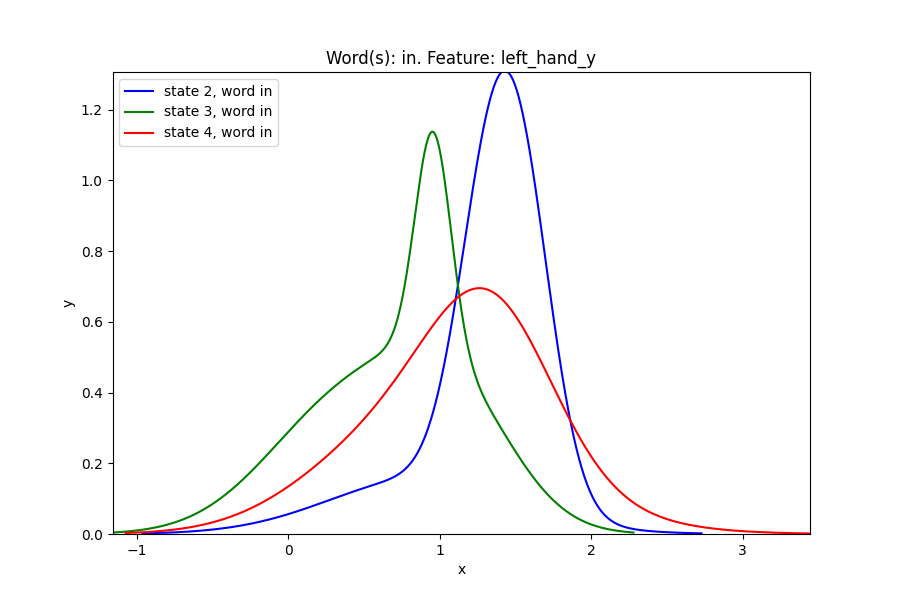 Word(s): in. Feature: left_hand_y
state 2, word in
state 3, word in
state 4, word in
y
1.2
1.0
0.8
0.6
0.4
0.2
0.0
−1
0
1
2
3
x